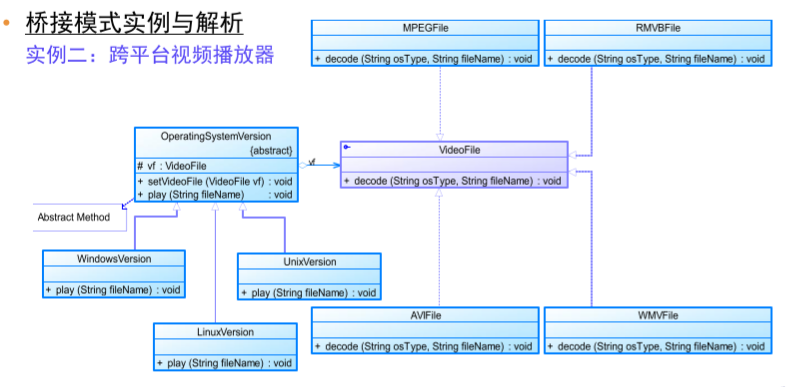 桥接模式实例与解析
实例二：跨平台视频播放器
MPEGFile
+ decode (String osType, String fileName) : void
RMVBFile
+ decode (String osType, String fileName) : void
OperatingSystemVersion
{abstract}
# vf : VideoFile
+ setVideoFile (VideoFile vf) : void
+ play (String fileName) : void
vf
VideoFile
+ decode (String osType, String fileName) : void
Abstract Method
WindowsVersion
+ play (String fileName) : void
UnixVersion
+ play (String fileName) : void
LinuxVersion
+ play (String fileName) : void
AVIFile
+ decode (String osType, String fileName) : void
WMVFile
+ decode (String osType, String fileName) : void